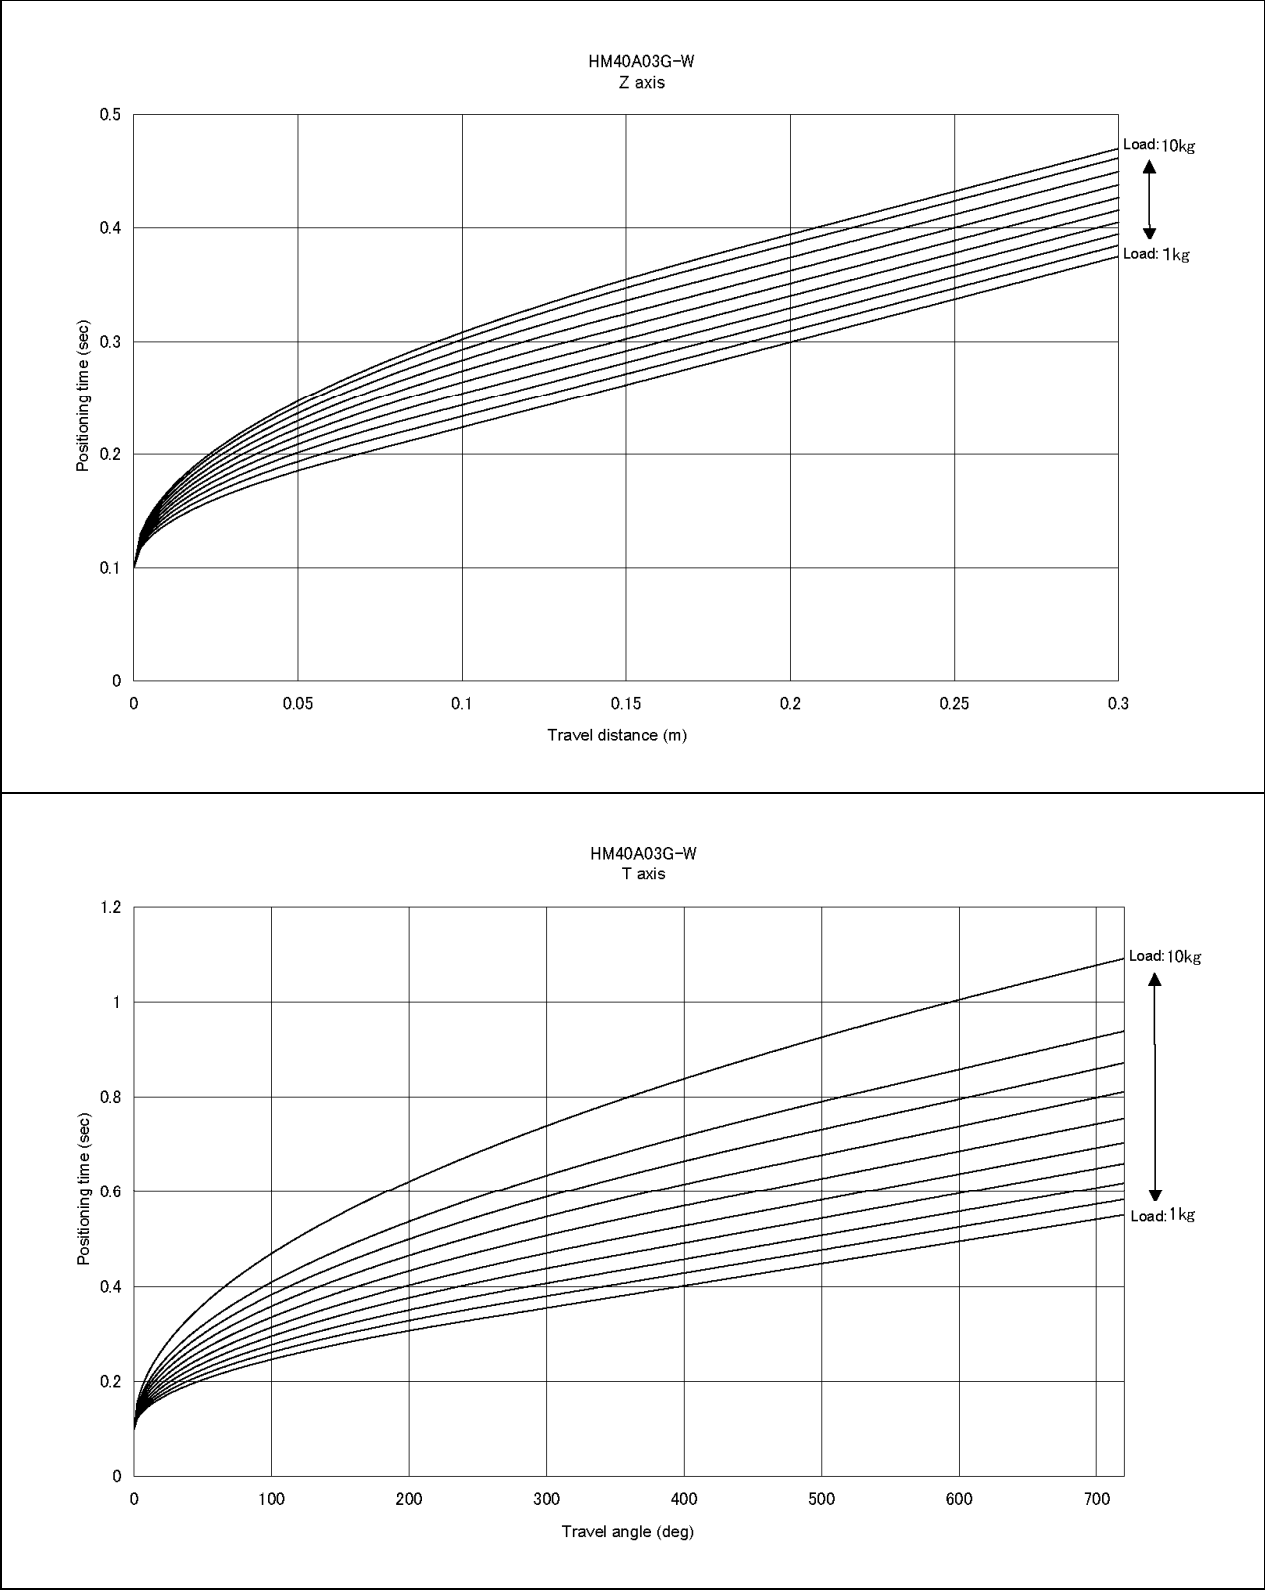 HM40A03G-W
Z axis
0.5
0.4
0.3
0.2
0.1
0
Positioning time (sec)
0 0.05 0.1 0.15 0.2 0.25 0.3
Travel distance (m)
Load: 10kg
Load: 1kg
HM40A03G-W
T axis
1.2
1
0.8
0.6
0.4
0.2
0
Positioning time (sec)
0 100 200 300 400 500 600 700
Travel angle (deg)
Load: 10kg
Load: 1kg